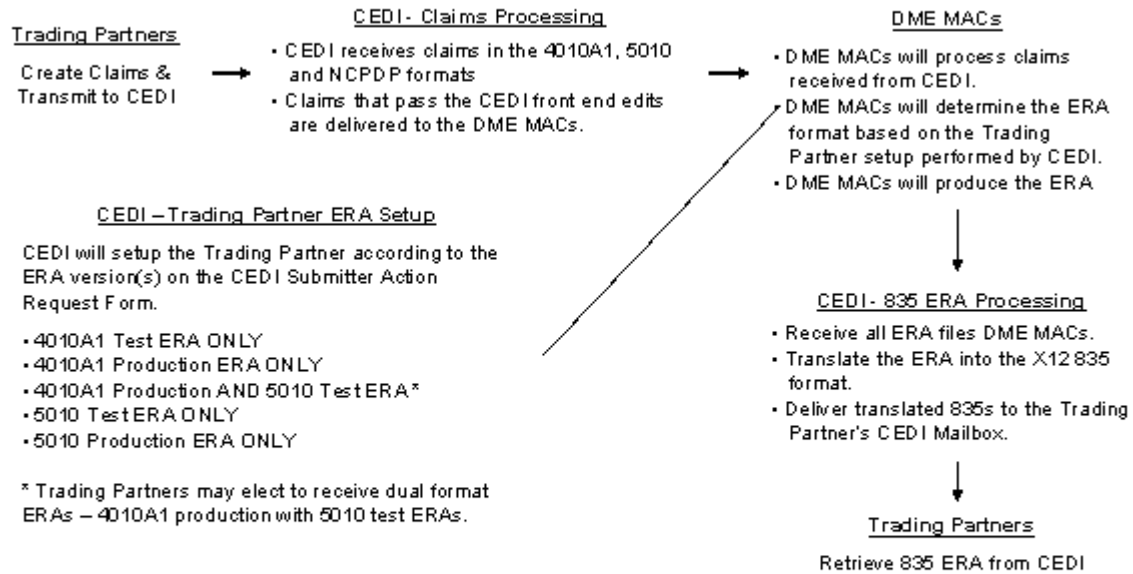 Trading Partners
Create Claims &
Transmit to CEDI
CEDI - Claims Processing
• CEDI receives claims in the 4010A1, 5010
and NCPDP formats
• Claims that pass the CEDI front end edits
are delivered to the DME MACs.
DME MACs
• DME MACs will process claims
received from CEDI.
• DME MACs will determine the ERA
format based on the Trading
Partner setup performed by CEDI.
• DME MACs will produce the ERA
CEDI – Trading Partner ERA Setup
CEDI will setup the Trading Partner according to the
ERA version(s) on the CEDI Submitter Action
Request Form.
• 4010A1 Test ERA ONLY
• 4010A1 Production ERA ONLY
• 4010A1 Production AND 5010 Test ERA*
• 5010 Test ERA ONLY
• 5010 Production ERA ONLY
* Trading Partners may elect to receive dual format
ERAs – 4010A1 production with 5010 test ERAs.
CEDI - 835 ERA Processing
• Receive all ERA files DME MACs.
• Translate the ERA into the X12 835
format.
• Deliver translated 835s to the Trading
Partner's CEDI Mailbox.
Trading Partners
Retrieve 835 ERA from CEDI